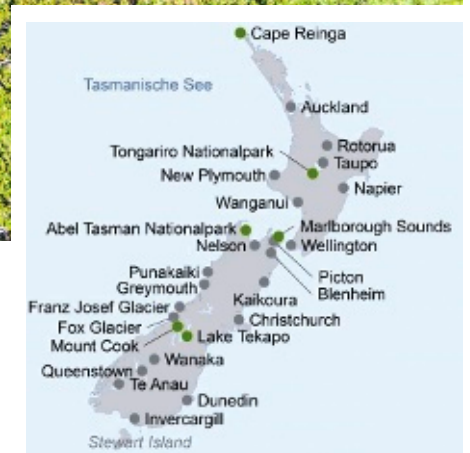 Cape Reinga
Tasmanische See
Auckland
Rotorua
Tongariro Nationalpark
Taupo
New Plymouth
Napier
Wanganui
Abel Tasman Nationalpark
Marlborough Sounds
Nelson
Wellington
Punakaiki
Picton
Greymouth
Blenheim
Kaikoura
Franz Josef Glacier
Christchurch
Fox Glacier
Mount Cook
Lake Tekapo
Wanaka
Queenstown
Te Anau
Dunedin
Invercargill
Stewart Island